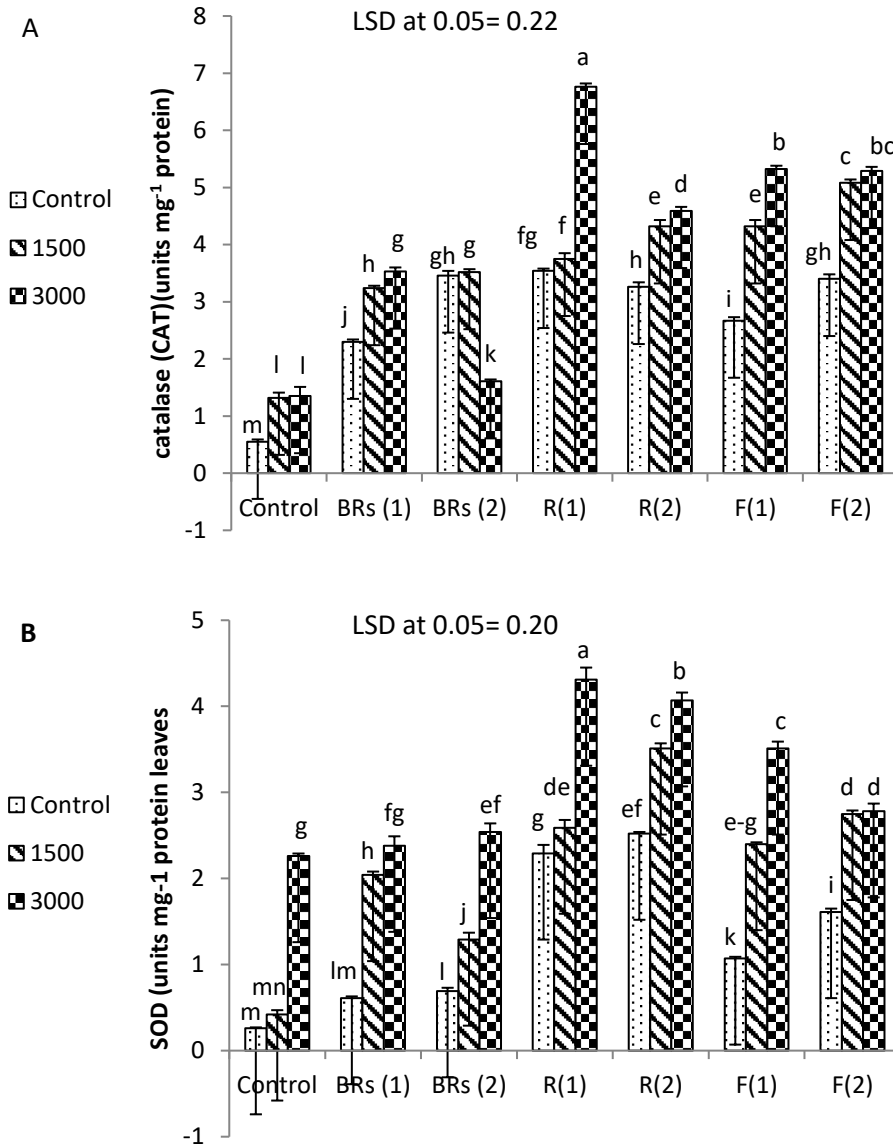 A
LSD at 0.05= 0.22
catalase (CAT)(units mg⁻¹ protein)
8
7
6
5
4
3
2
1
0
-1
Control
1500
3000
m l l
j h g
gh g k
fg f a
h e d
i e b
gh c bc
Control BRs (1) BRs (2) R(1) R(2) F(1) F(2)
B
LSD at 0.05= 0.20
SOD (units mg-1 protein leaves
5
4
3
2
1
0
-1
Control
1500
3000
m mn g
lm h fg
l j ef
g de a
ef c b
k e-g c
i d d
Control BRs (1) BRs (2) R(1) R(2) F(1) F(2)